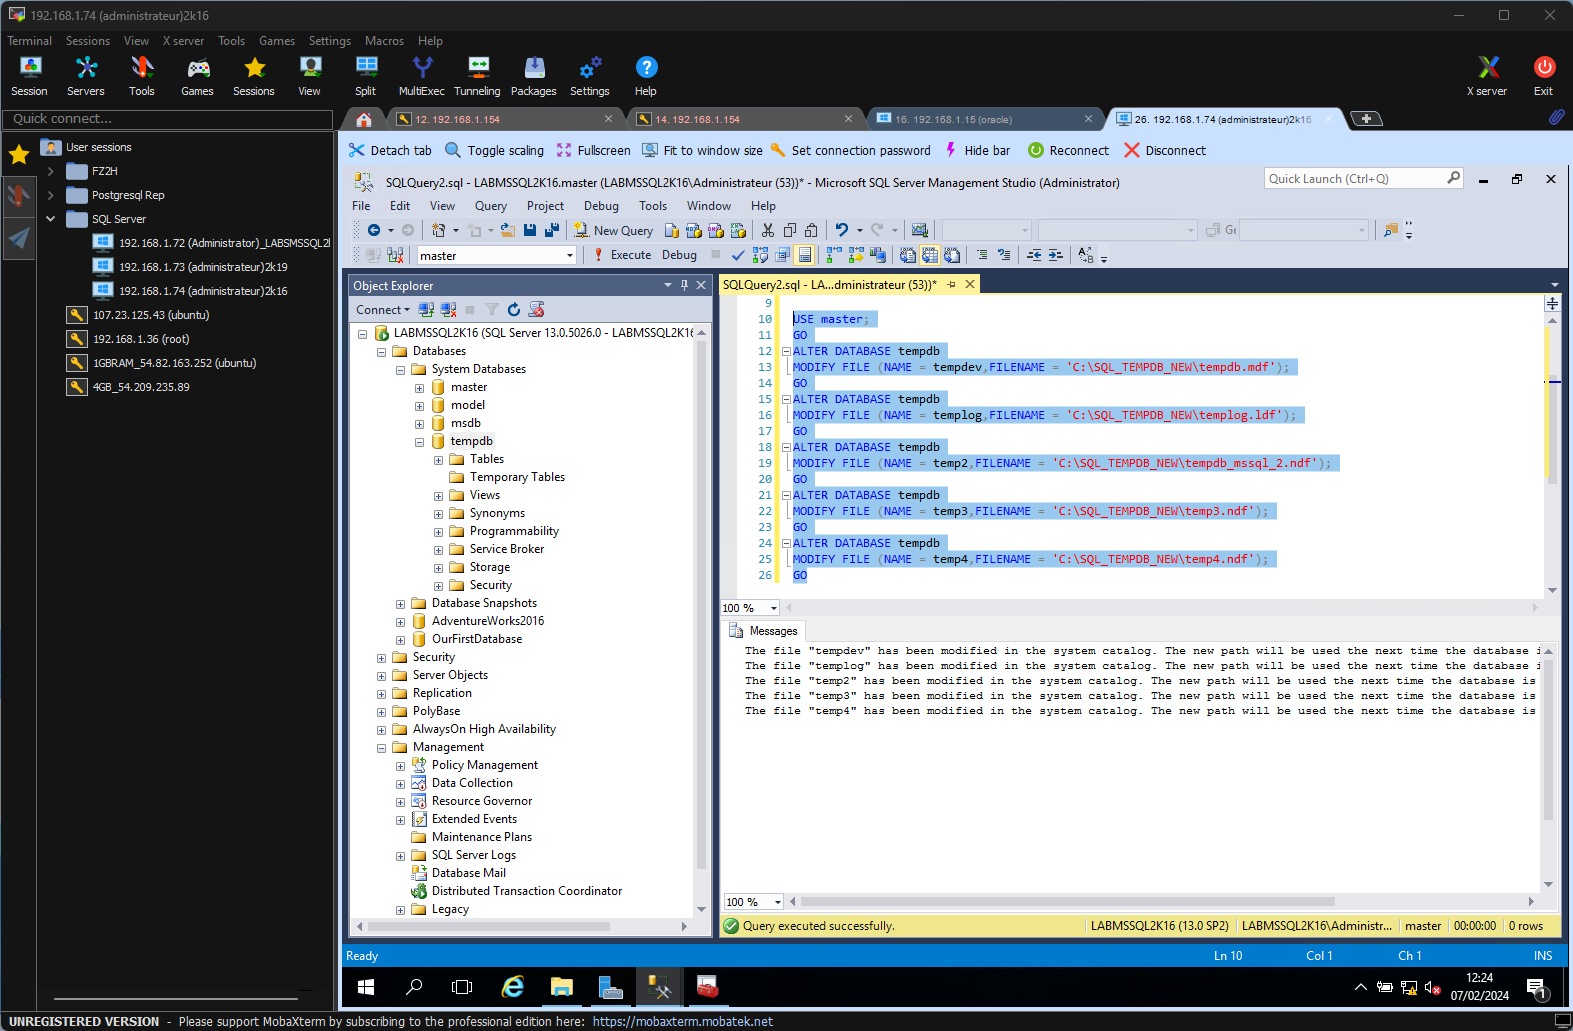 192.168.1.74 (administrateur)2k16
Terminal Sessions View X server Tools Games Settings Macros Help
Session Servers Tools Games Sessions View Split MultiExec Tunneling Packages Settings Help X server Exit
Quick connect...
12. 192.168.1.154
14. 192.168.1.154
16. 192.168.1.15 (oracle)
26. 192.168.1.74 (administrateur)2k16
User sessions
FZ2H
Postgresql Rep
SQL Server
192.168.1.72 (Administrator)_LABSMSSQL2
192.168.1.73 (administrateur)2k19
192.168.1.74 (administrateur)2k16
107.23.125.43 (ubuntu)
192.168.1.36 (root)
1GBRAM_54.82.163.252 (ubuntu)
4GB_54.209.235.89
Detach tab Toggle scaling Fullscreen Fit to window size Set connection password Hide bar Reconnect Disconnect
SQLQuery2.sql - LABMSSQL2K16.master (LABMSSQL2K16\Administrateur (53))* - Microsoft SQL Server Management Studio (Administrator)
Quick Launch (Ctrl+Q)
File Edit View Query Project Debug Tools Window Help
New Query
Ge
master
Execute Debug
Object Explorer
Connect
LABMSSQL2K16 (SQL Server 13.0.5026.0 - LABMSSQL2K16
Databases
System Databases
master
model
msdb
tempdb
Tables
Temporary Tables
Views
Synonyms
Programmability
Service Broker
Storage
Security
Database Snapshots
AdventureWorks2016
OurFirstDatabase
Security
Server Objects
Replication
PolyBase
AlwaysOn High Availability
Management
Policy Management
Data Collection
Resource Governor
Extended Events
Maintenance Plans
SQL Server Logs
Database Mail
Distributed Transaction Coordinator
Legacy
SQLQuery2.sql - LA...dministrateur (53))*
9
10 USE master;
11 GO
12 ALTER DATABASE tempdb
13 MODIFY FILE (NAME = tempdev,FILENAME = 'C:\SQL_TEMPDB_NEW\tempdb.mdf');
14 GO
15 ALTER DATABASE tempdb
16 MODIFY FILE (NAME = templog,FILENAME = 'C:\SQL_TEMPDB_NEW\templog.ldf');
17 GO
18 ALTER DATABASE tempdb
19 MODIFY FILE (NAME = temp2,FILENAME = 'C:\SQL_TEMPDB_NEW\tempdb_mssql_2.ndf');
20 GO
21 ALTER DATABASE tempdb
22 MODIFY FILE (NAME = temp3,FILENAME = 'C:\SQL_TEMPDB_NEW\temp3.ndf');
23 GO
24 ALTER DATABASE tempdb
25 MODIFY FILE (NAME = temp4,FILENAME = 'C:\SQL_TEMPDB_NEW\temp4.ndf');
26 GO
100 %
Messages
The file "tempdev" has been modified in the system catalog. The new path will be used the next time the database i
The file "templog" has been modified in the system catalog. The new path will be used the next time the database i
The file "temp2" has been modified in the system catalog. The new path will be used the next time the database is
The file "temp3" has been modified in the system catalog. The new path will be used the next time the database is
The file "temp4" has been modified in the system catalog. The new path will be used the next time the database is
100 %
Query executed successfully. LABMSSQL2K16 (13.0 SP2) LABMSSQL2K16\Administr... master 00:00:00 0 rows
Ready Ln 10 Col 1 Ch 1 INS
12:24
07/02/2024
1
UNREGISTERED VERSION - Please support MobaXterm by subscribing to the professional edition here: https://mobaxterm.mobatek.net